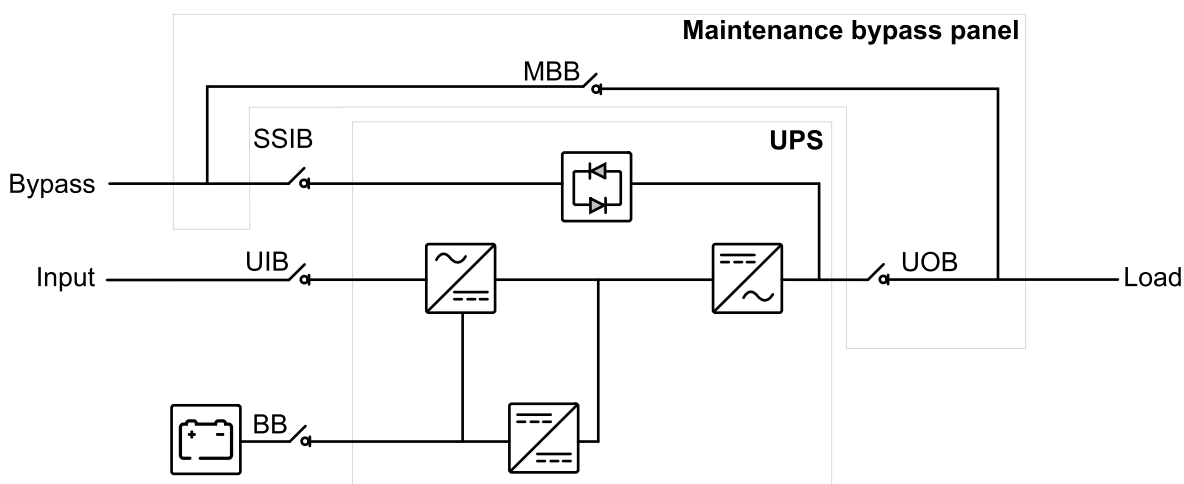 Maintenance bypass panel
MBB
SSIB
UPS
Bypass
UIB
UOB
Input
Load
BB